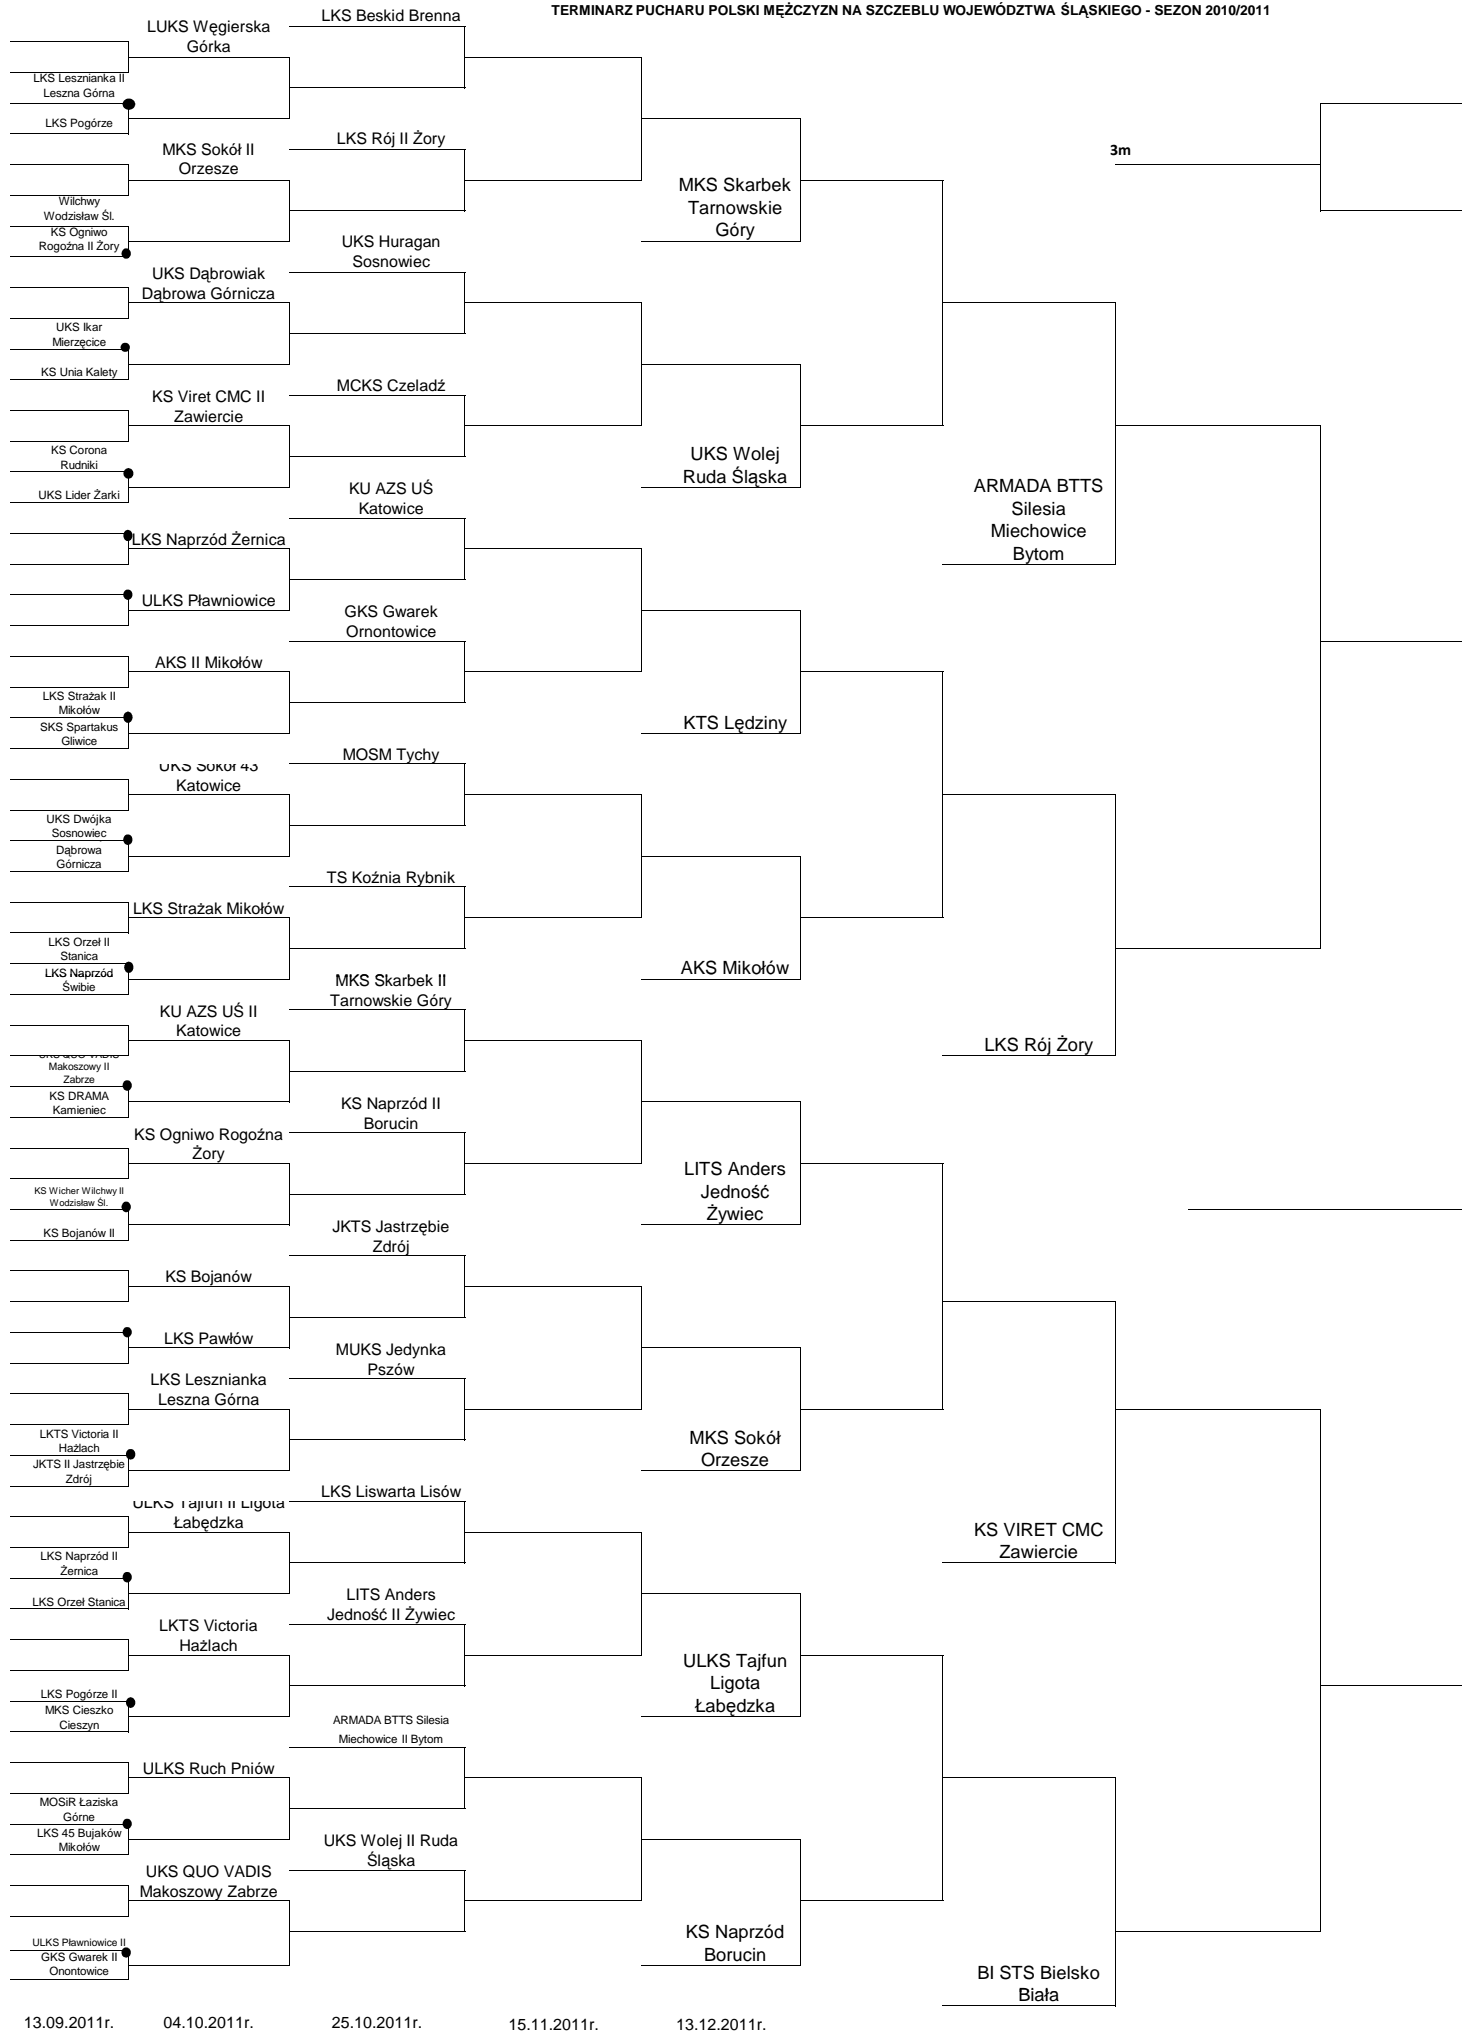 TERMINARZ PUCHARU POLSKI MĘŻCZYZN NA SZCZEBLU WOJEWÓDZTWA ŚLĄSKIEGO - SEZON 2010/2011
LKS Lesznianka II
Leszna Górna
LKS Pogórze
Wilchwy
Wodzisław Śl.
KS Ogniwo
Rogoźna II Żory
UKS Ikar
Mierzęcice
KS Unia Kalety
KS Corona
Rudniki
UKS Lider Żarki
LKS Strażak II
Mikołów
SKS Spartakus
Gliwice
UKS Dwójka
Sosnowiec
Dąbrowa
Górnicza
LKS Orzeł II
Stanica
LKS Naprzód
Świbie
UKS QUO VADIS
Makoszowy II
Zabrze
KS DRAMA
Kamieniec
KS Wicher Wilchwy II
Wodzisław Śl.
KS Bojanów II
LKTS Victoria II
Hażlach
JKTS II Jastrzębie
Zdrój
LKS Naprzód II
Żernica
LKS Orzeł Stanica
LKS Pogórze II
MKS Cieszko
Cieszyn
MOSiR Łaziska
Górne
LKS 45 Bujaków
Mikołów
ULKS Pławniowice II
GKS Gwarek II
Onontowice
13.09.2011r.
LUKS Węgierska
Górka
MKS Sokół II
Orzesze
UKS Dąbrowiak
Dąbrowa Górnicza
KS Viret CMC II
Zawiercie
LKS Naprzód Żernica
ULKS Pławniowice
AKS II Mikołów
UKS Sokół 43
Katowice
LKS Strażak Mikołów
KU AZS UŚ II
Katowice
KS Ogniwo Rogoźna
Żory
KS Bojanów
LKS Pawłów
LKS Lesznianka
Leszna Górna
ULKS Tajfun II Ligota
Łabędzka
LKTS Victoria
Hażlach
ULKS Ruch Pniów
UKS QUO VADIS
Makoszowy Zabrze
04.10.2011r.
LKS Beskid Brenna
LKS Rój II Żory
UKS Huragan
Sosnowiec
MCKS Czeladź
KU AZS UŚ
Katowice
GKS Gwarek
Ornontowice
MOSM Tychy
TS Koźnia Rybnik
MKS Skarbek II
Tarnowskie Góry
KS Naprzód II
Borucin
JKTS Jastrzębie
Zdrój
MUKS Jedynka
Pszów
LKS Liswarta Lisów
LITS Anders
Jedność II Żywiec
ARMADA BTTS Silesia
Miechowice II Bytom
UKS Wolej II Ruda
Śląska
25.10.2011r.
15.11.2011r.
MKS Skarbek
Tarnowskie
Góry
UKS Wolej
Ruda Śląska
KTS Lędziny
AKS Mikołów
LITS Anders
Jedność
Żywiec
MKS Sokół
Orzesze
ULKS Tajfun
Ligota
Łabędzka
KS Naprzód
Borucin
13.12.2011r.
ARMADA BTTS
Silesia
Miechowice
Bytom
LKS Rój Żory
KS VIRET CMC
Zawiercie
BI STS Bielsko
Biała
3m